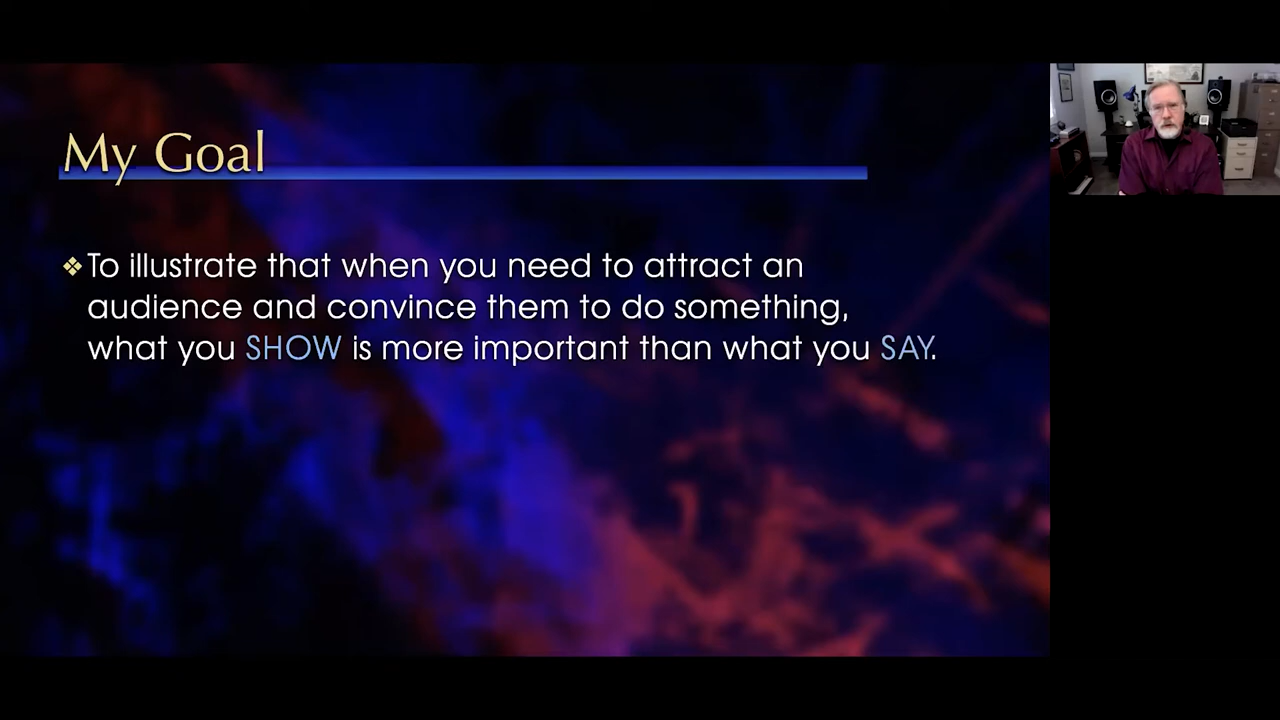 My Goal
❖ To illustrate that when you need to attract an
audience and convince them to do something,
what you SHOW is more important than what you SAY.